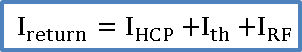 I_return = I_HCP +I_th +I_RF